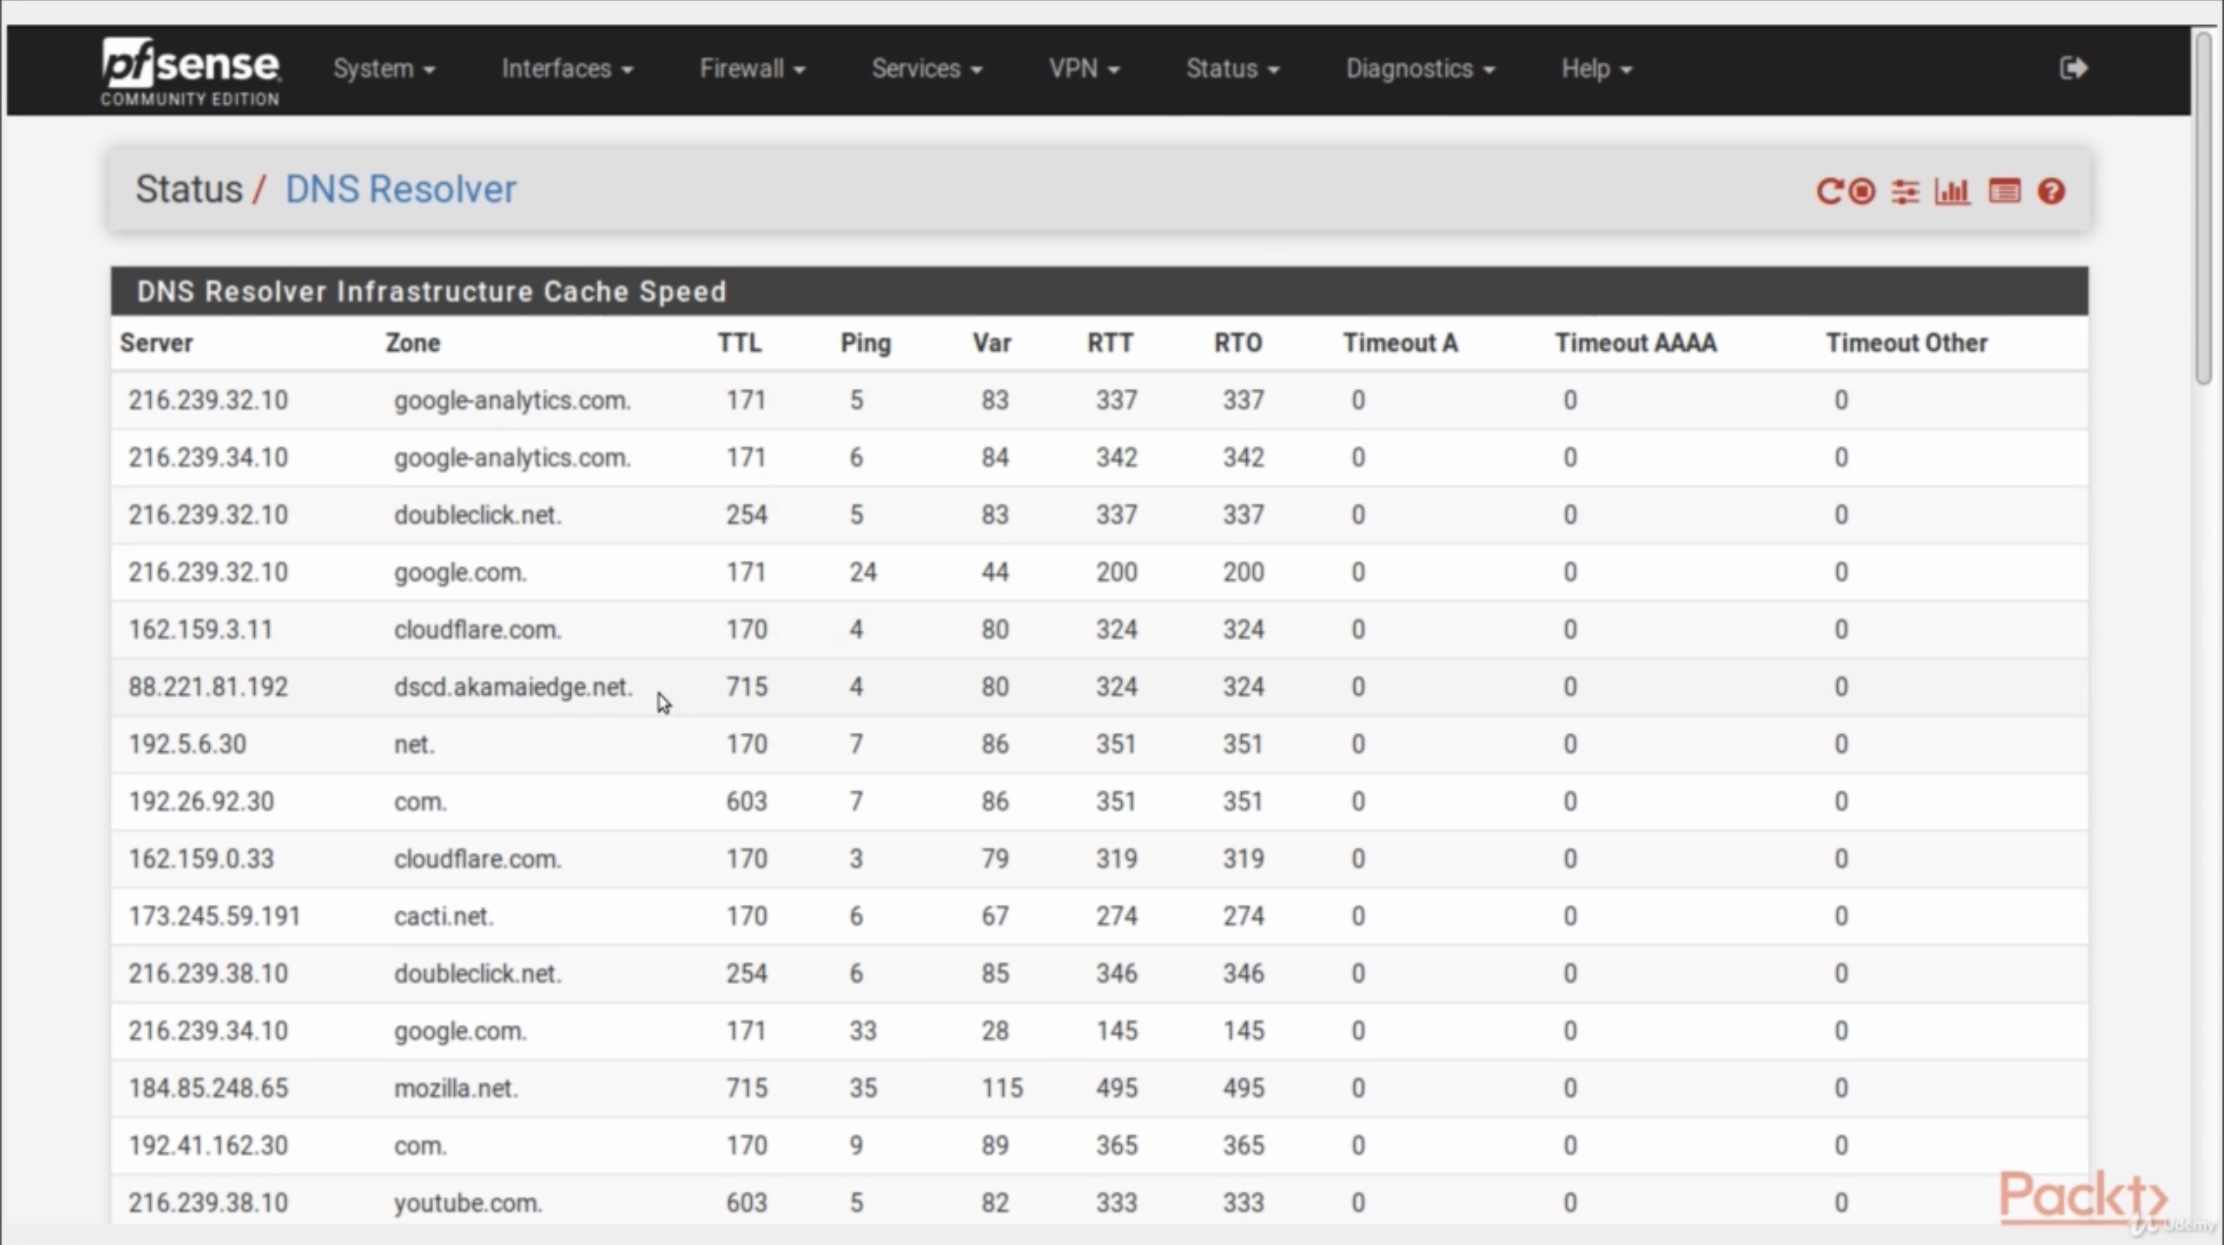 pfsense System Interfaces Firewall Services VPN Status Diagnostics Help
COMMUNITY EDITION
Status / DNS Resolver
DNS Resolver Infrastructure Cache Speed
Server Zone TTL Ping Var RTT RTO Timeout A Timeout AAAA Timeout Other
216.239.32.10 google-analytics.com. 171 5 83 337 337 0 0 0
216.239.34.10 google-analytics.com. 171 6 84 342 342 0 0 0
216.239.32.10 doubleclick.net. 254 5 83 337 337 0 0 0
216.239.32.10 google.com. 171 24 44 200 200 0 0 0
162.159.3.11 cloudflare.com. 170 4 80 324 324 0 0 0
88.221.81.192 dscd.akamaiedge.net. 715 4 80 324 324 0 0 0
192.5.6.30 net. 170 7 86 351 351 0 0 0
192.26.92.30 com. 603 7 86 351 351 0 0 0
162.159.0.33 cloudflare.com. 170 3 79 319 319 0 0 0
173.245.59.191 cacti.net. 170 6 67 274 274 0 0 0
216.239.38.10 doubleclick.net. 254 6 85 346 346 0 0 0
216.239.34.10 google.com. 171 33 28 145 145 0 0 0
184.85.248.65 mozilla.net. 715 35 115 495 495 0 0 0
192.41.162.30 com. 170 9 89 365 365 0 0 0
216.239.38.10 youtube.com. 603 5 82 333 333 0 0 0
Packt>
Udemy